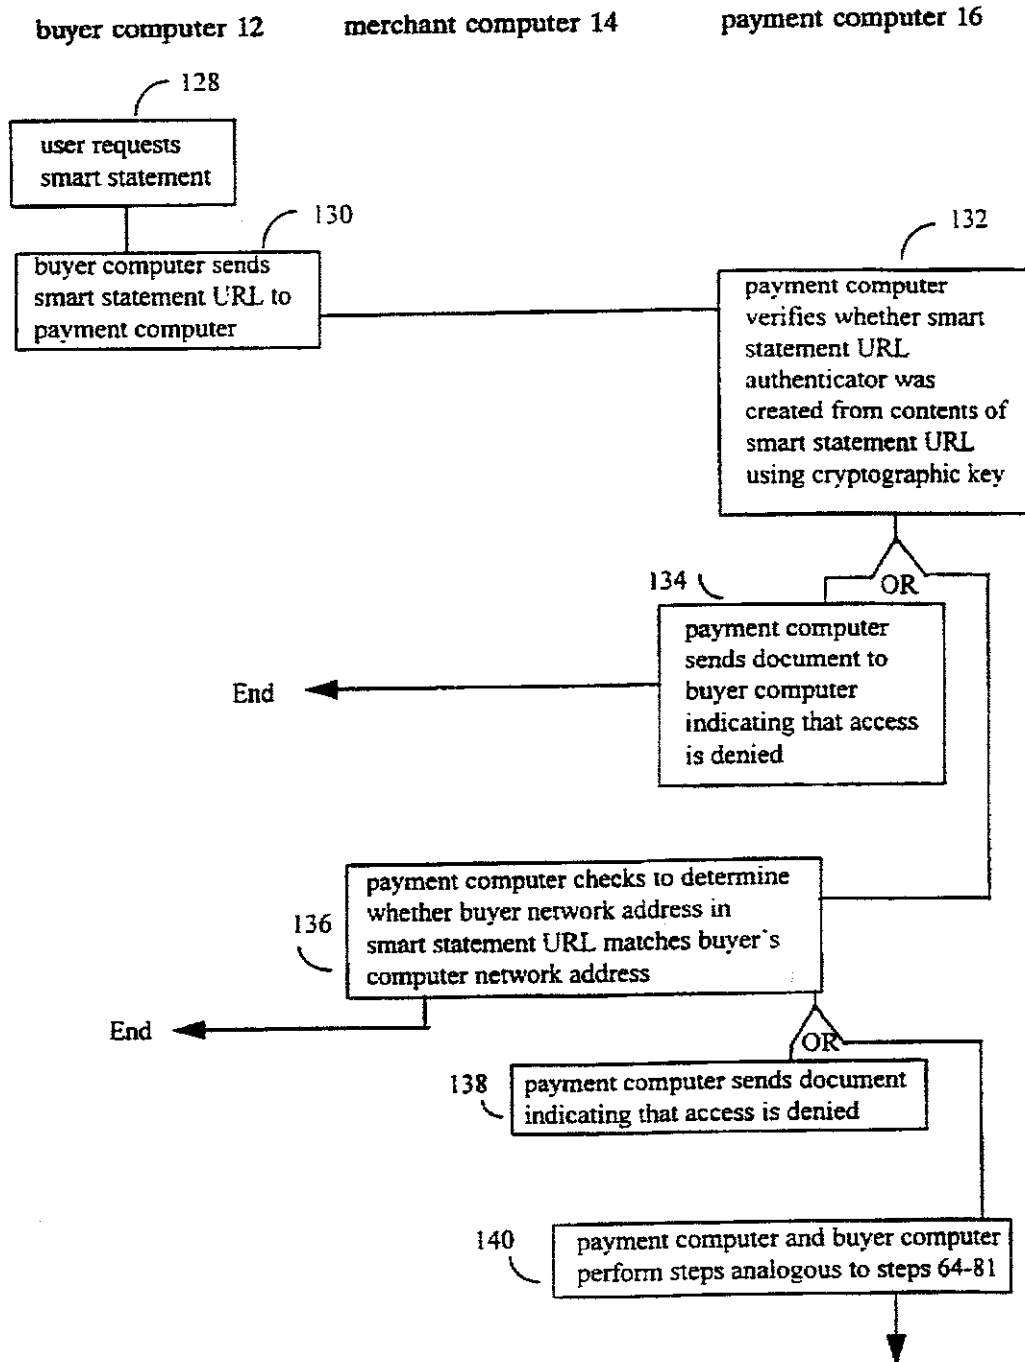 buyer computer 12 merchant computer 14 payment computer 16
128
user requests
smart statement
130
buyer computer sends
smart statement URL to
payment computer
132
payment computer
verifies whether smart
statement URL
authenticator was
created from contents of
smart statement URL
using cryptographic key
OR
134
payment computer
sends document to
buyer computer
indicating that access
is denied
End
136
payment computer checks to determine
whether buyer network address in
smart statement URL matches buyer's
computer network address
End
OR
138
payment computer sends document
indicating that access is denied
140
payment computer and buyer computer
perform steps analogous to steps 64-81